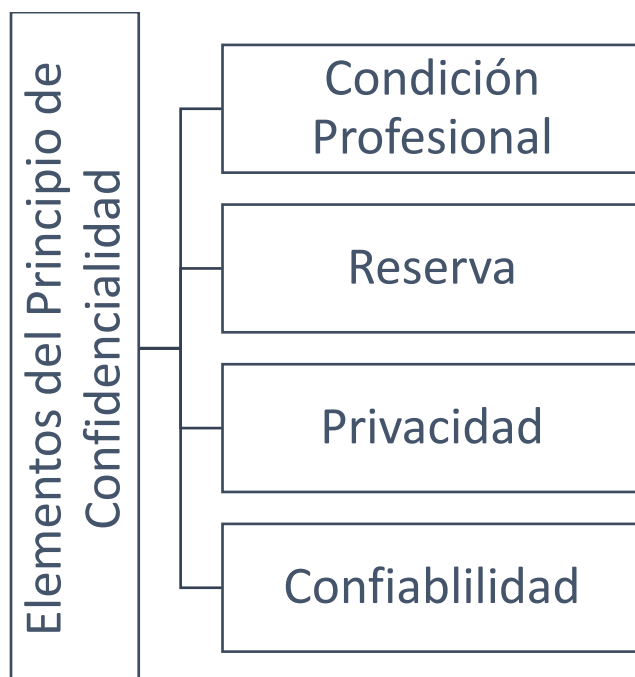 Elementos del Principio de
Confidencialidad
Condición
Profesional
Reserva
Privacidad
Confiablilidad